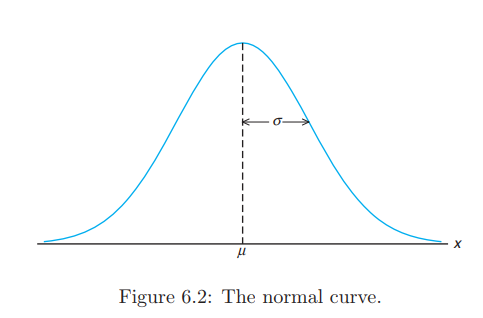 σ
x
μ
Figure 6.2: The normal curve.